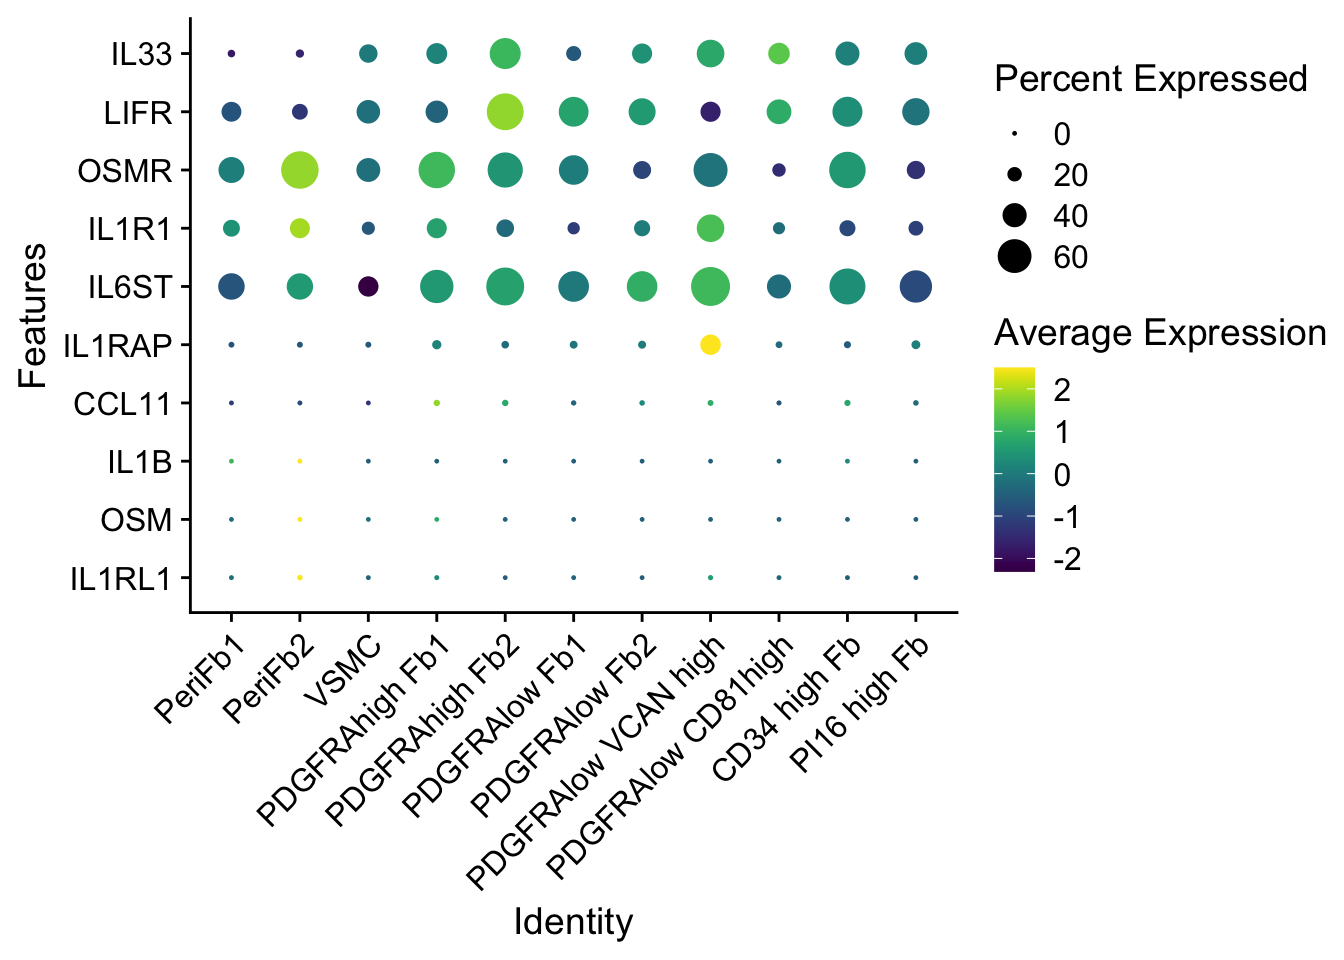 Features
IL33
LIFR
OSMR
IL1R1
IL6ST
IL1RAP
CCL11
IL1B
OSM
IL1RL1
PeriFb1
PeriFb2
VSMC
PDGFRAhigh Fb1
PDGFRAhigh Fb2
PDGFRAlow Fb1
PDGFRAlow Fb2
PDGFRAlow VCAN high
PDGFRAlow CD81high
CD34 high Fb
PI16 high Fb
Identity
Percent Expressed
0
20
40
60
Average Expression
2
1
0
-1
-2